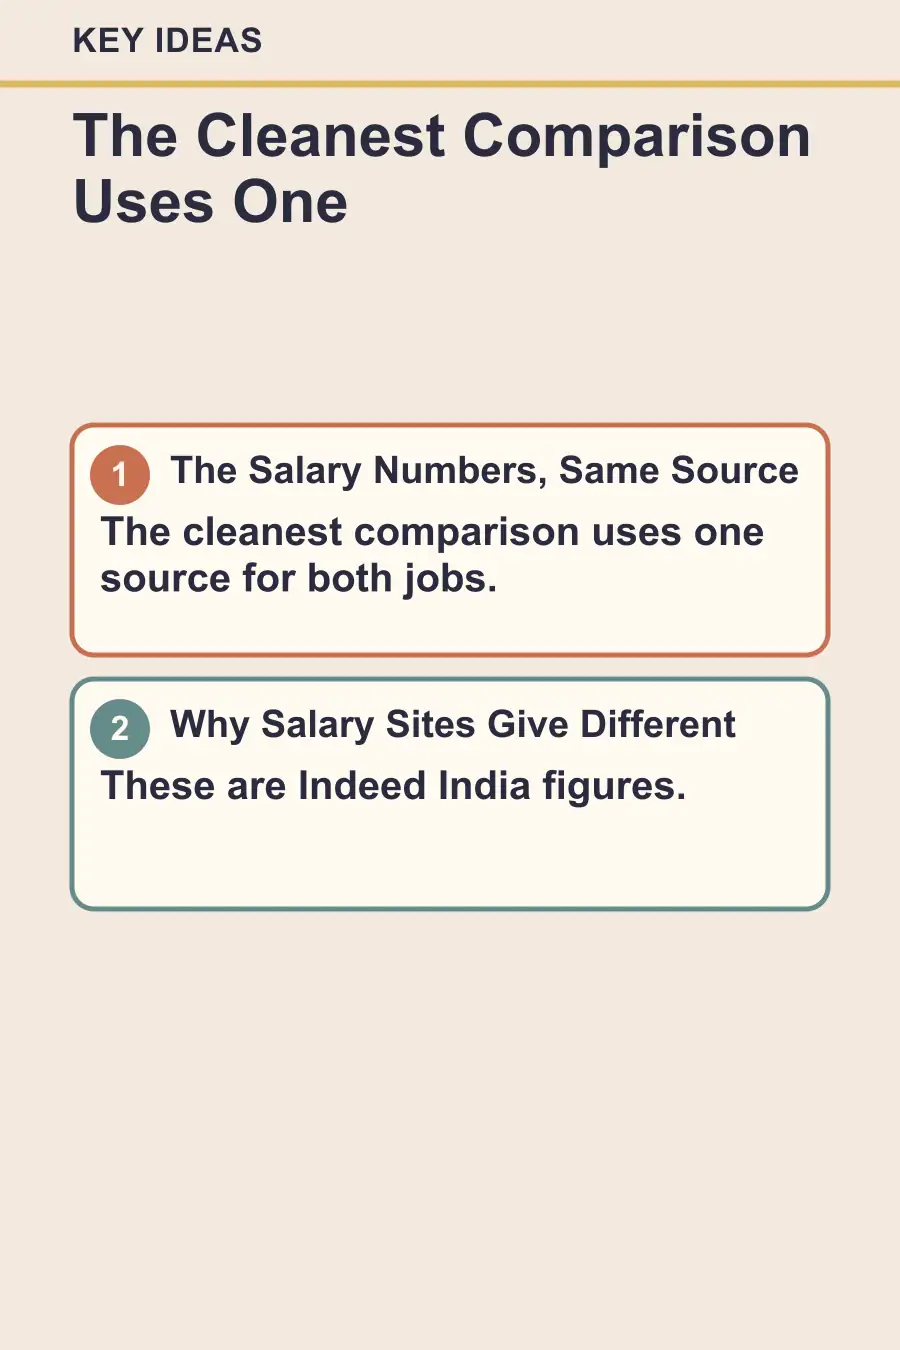 KEY IDEAS
The Cleanest Comparison
Uses One
1 The Salary Numbers, Same Source
The cleanest comparison uses one
source for both jobs.
2 Why Salary Sites Give Different
These are Indeed India figures.